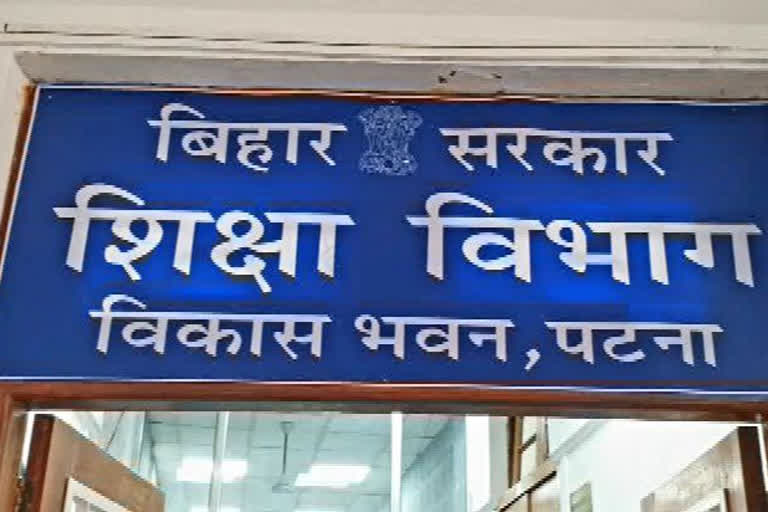 बिहार सरकार
शिक्षा विभाग
विकास भवन, पटना